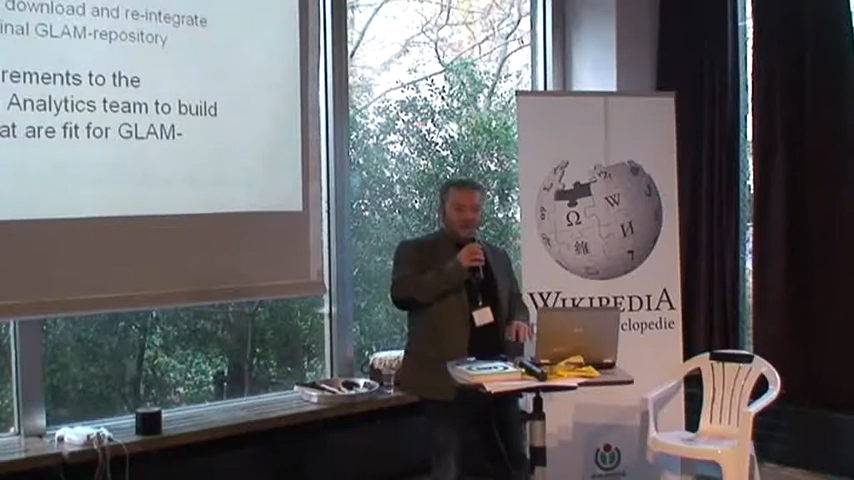 download and re-integrate
inal GLAM-repository)
rements to the
Analytics team to build
at are fit for GLAM-
Ω
W
И
WIKIPEDIA
clopedie